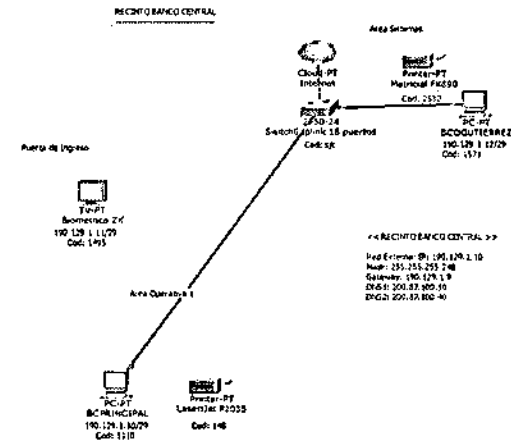 RECINTO BANCO CENTRAL
Area Sistemas
Cloud-PT
Internet
Printer-PT
Matricial FX890
Cod: 2532
2950-24
Switch 16 puertos
Cod: s/c
PC-PT
BCOGUTIERREZ
190.129.1.12/29
Cod: 1571
Puerta de Ingreso
TV-PT
Biometrico ZK
190.129.1.11/29
Cod: 1495
<<RECINTO BANCO CENTRAL >>
Red Externa: 190.129.1.10
Mask: 255.255.255.248
Gateway: 190.129.1.9
DNS1: 200.87.100.10
DNS2: 200.87.100.40
Area Operativa 1
PC-PT
BCPRINCIPAL
190.129.1.10/29
Printer-PT
LaserJet P2035
Cod: 148